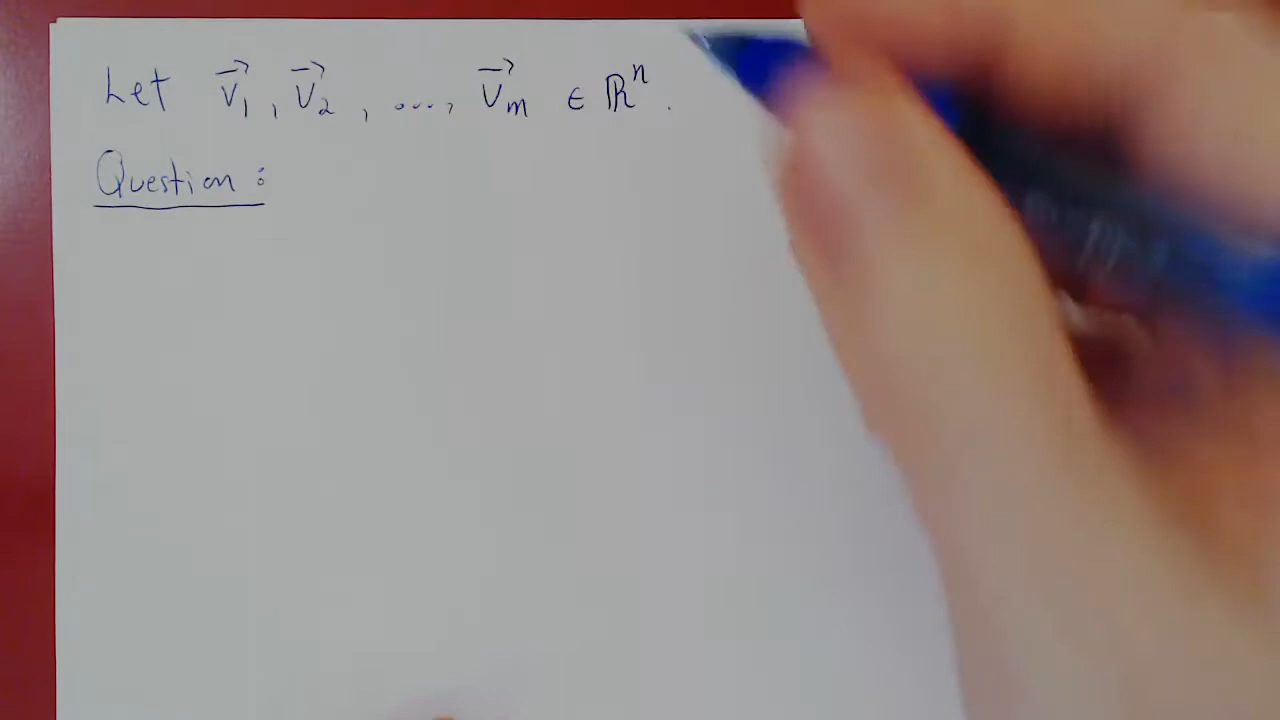 Let v⃗₁, v⃗₂, ...., v⃗ₘ ∈ ℝⁿ.
Question: